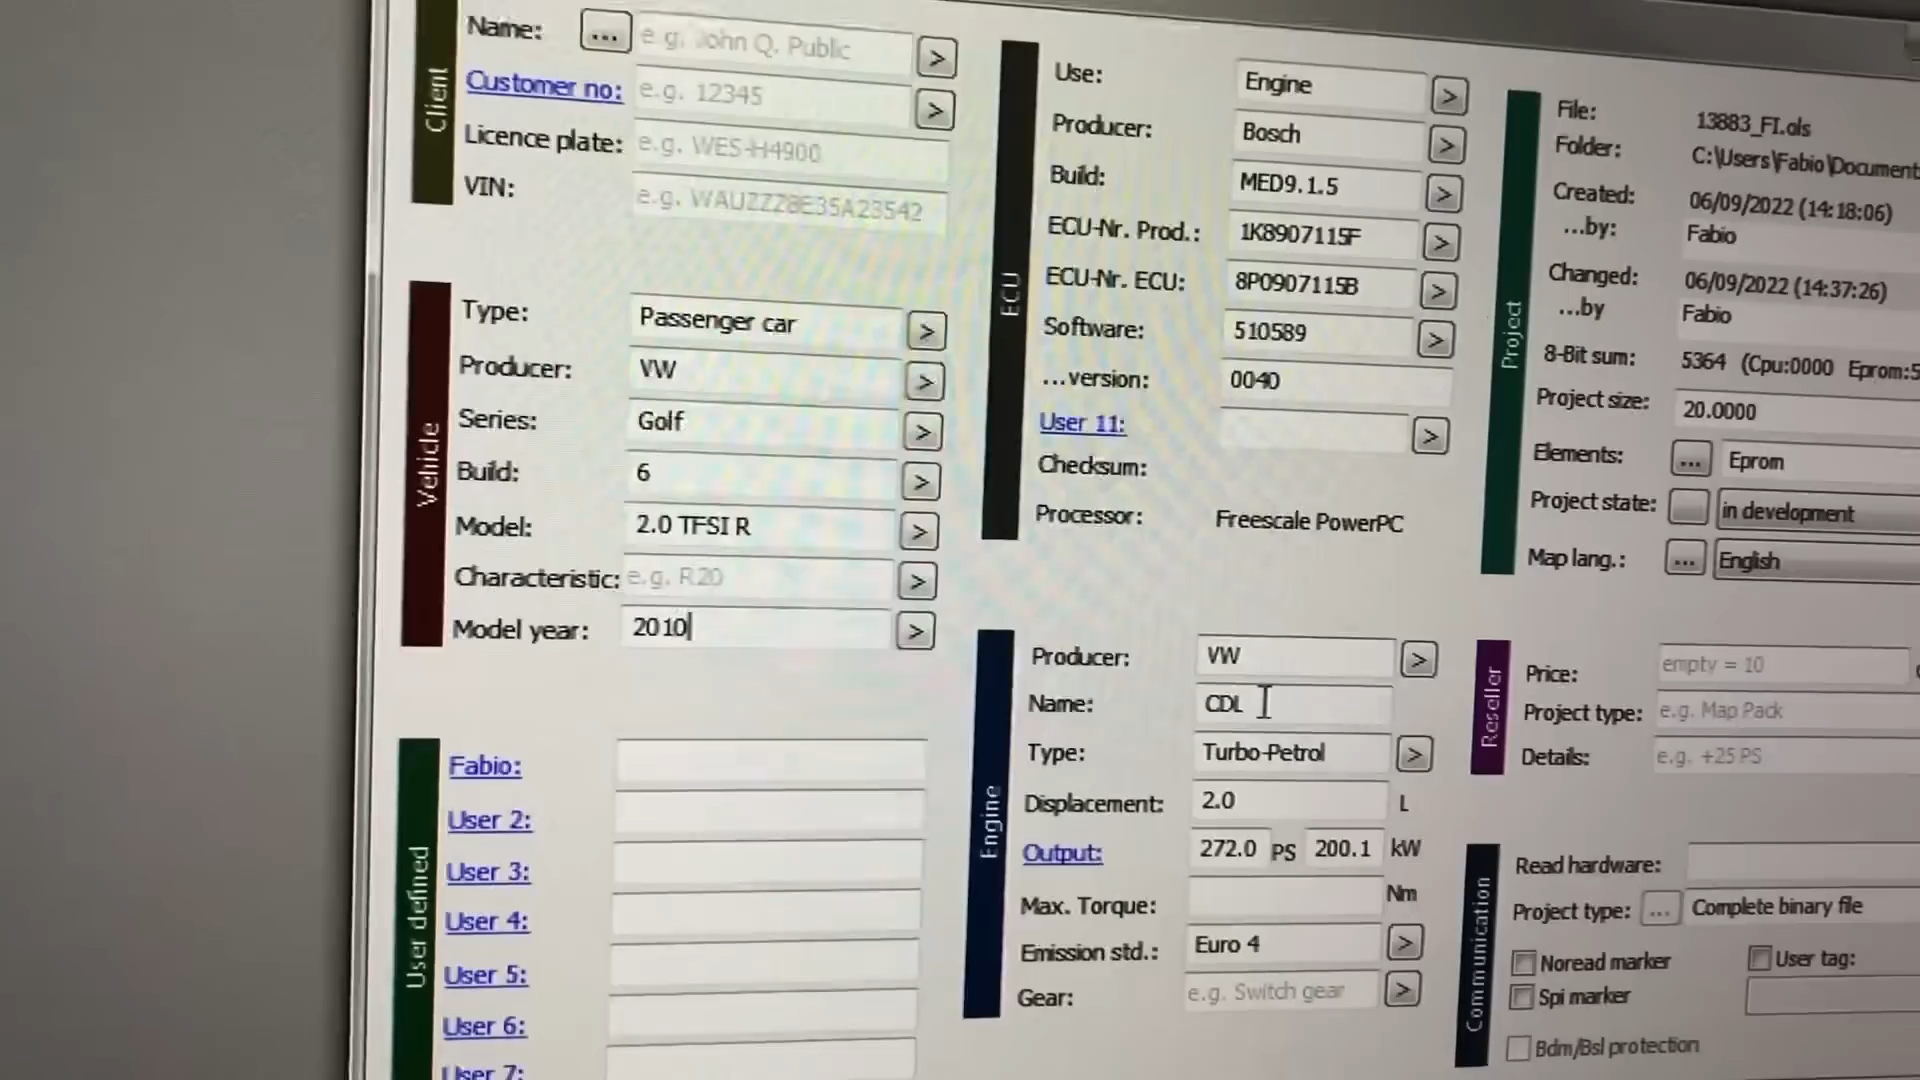 Client
Name: ... e.g. John Q. Public >
Customer no: e.g. 12345 >
Licence plate: e.g. WES-H4900
VIN: e.g. WAUZZZ8E35A23542
Vehicle
Type: Passenger car >
Producer: VW >
Series: Golf >
Build: 6 >
Model: 2.0 TFSI R >
Characteristic: e.g. R20 >
Model year: 2010 >
User defined
Fabio:
User 2:
User 3:
User 4:
User 5:
User 6:
User 7:
ECU
Use: Engine >
Producer: Bosch >
Build: MED9.1.5 >
ECU-Nr. Prod.: 1K8907115F >
ECU-Nr. ECU: 8P0907115B >
Software: 510589 >
...version: 0040
User 11: >
Checksum:
Processor: Freescale PowerPC
Engine
Producer: VW >
Name: CDL
Type: Turbo-Petrol >
Displacement: 2.0 L
Output: 272.0 PS 200.1 kW
Max. Torque: Nm
Emission std.: Euro 4 >
Gear: e.g. Switch gear >
Project
File: 13883_FI.ols
Folder: C:\Users\Fabio\Document
Created: 06/09/2022 (14:18:06)
...by: Fabio
Changed: 06/09/2022 (14:37:26)
...by Fabio
8-Bit sum: 5364 (Cpu:0000 Eprom:5
Project size: 20.0000
Elements: ... Eprom
Project state: in development
Map lang.: ... English
Reseller
Price: empty = 10
Project type: e.g. Map Pack
Details: e.g. +25 PS
Communication
Read hardware:
Project type: ... Complete binary file
Noread marker User tag:
Spi marker
Bdm/Bsl protection